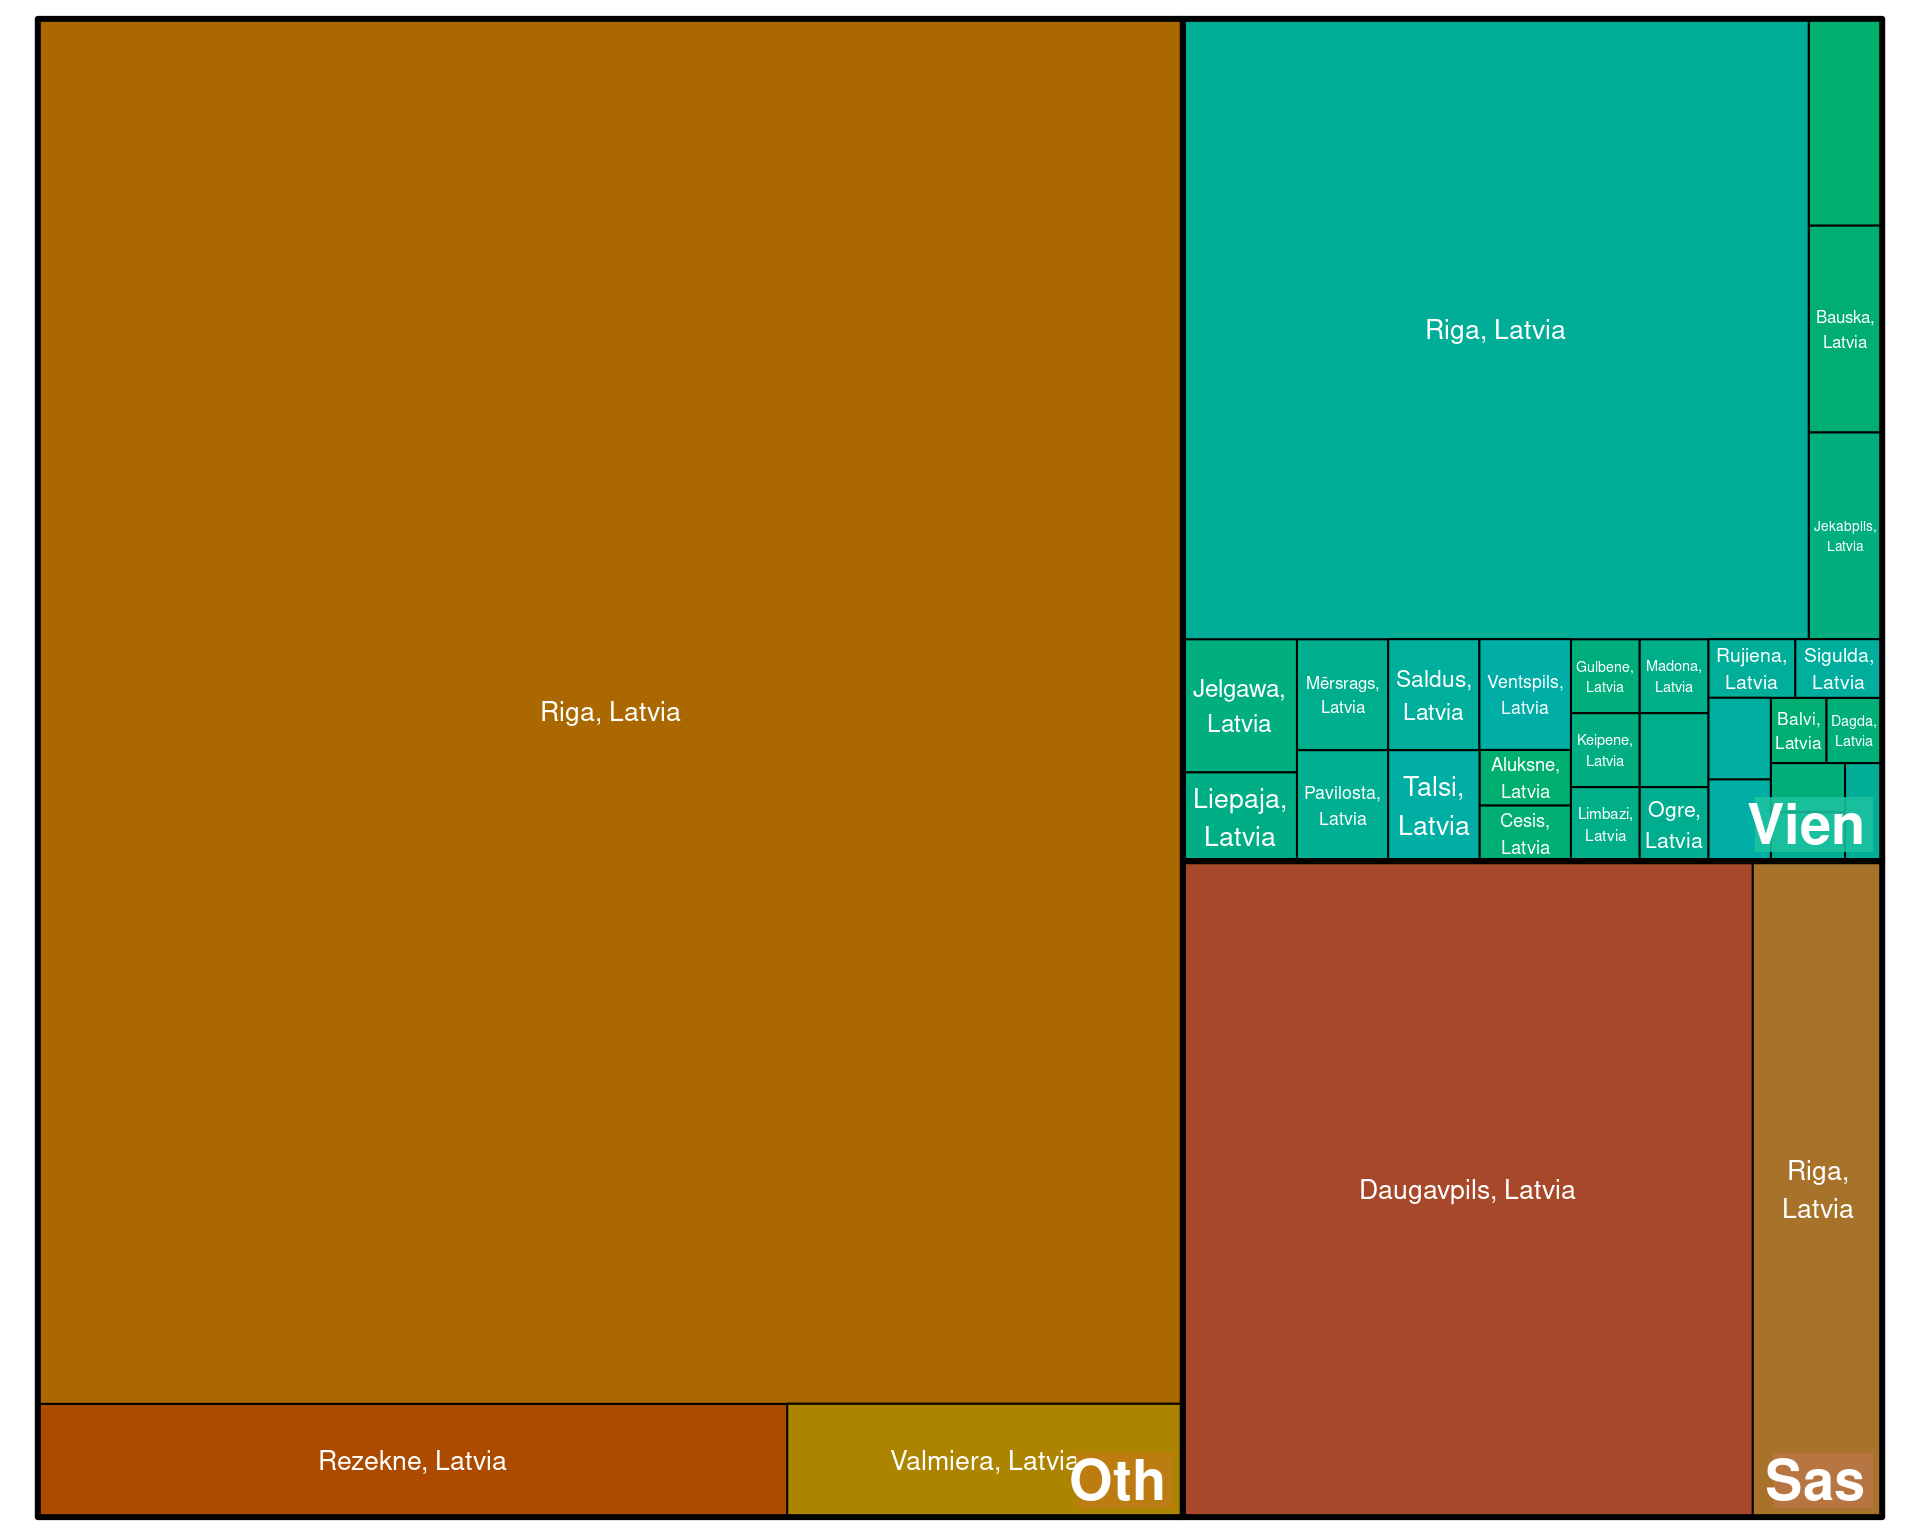 Riga, Latvia
Rezekne, Latvia
Valmiera, Latvia
Oth
Riga, Latvia
Bauska,
Latvia
Jekabpils,
Latvia
Jelgawa,
Latvia
Liepaja,
Latvia
Mērsrags,
Latvia
Pavilosta,
Latvia
Saldus,
Latvia
Talsi,
Latvia
Ventspils,
Latvia
Aluksne,
Latvia
Cesis,
Latvia
Gulbene,
Latvia
Keipene,
Latvia
Limbazi,
Latvia
Madona,
Latvia
Ogre,
Latvia
Rujiena,
Latvia
Sigulda,
Latvia
Balvi,
Latvia
Dagda,
Latvia
Vien
Daugavpils, Latvia
Riga,
Latvia
Sas